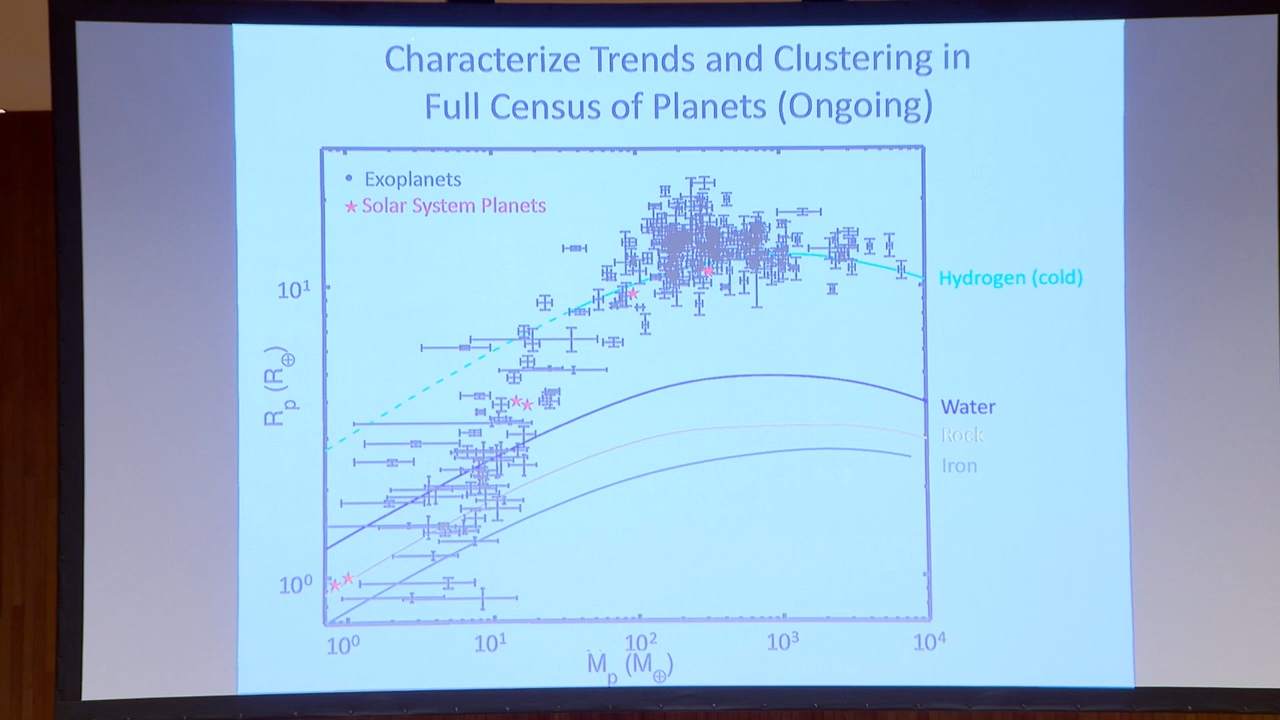 Characterize Trends and Clustering in
Full Census of Planets (Ongoing)
Exoplanets
Solar System Planets
Hydrogen (cold)
Water
Rock
Iron
10¹
10⁰
Rₚ (R⊕)
10⁰ 10¹ 10² 10³ 10⁴
Mₚ (M⊕)